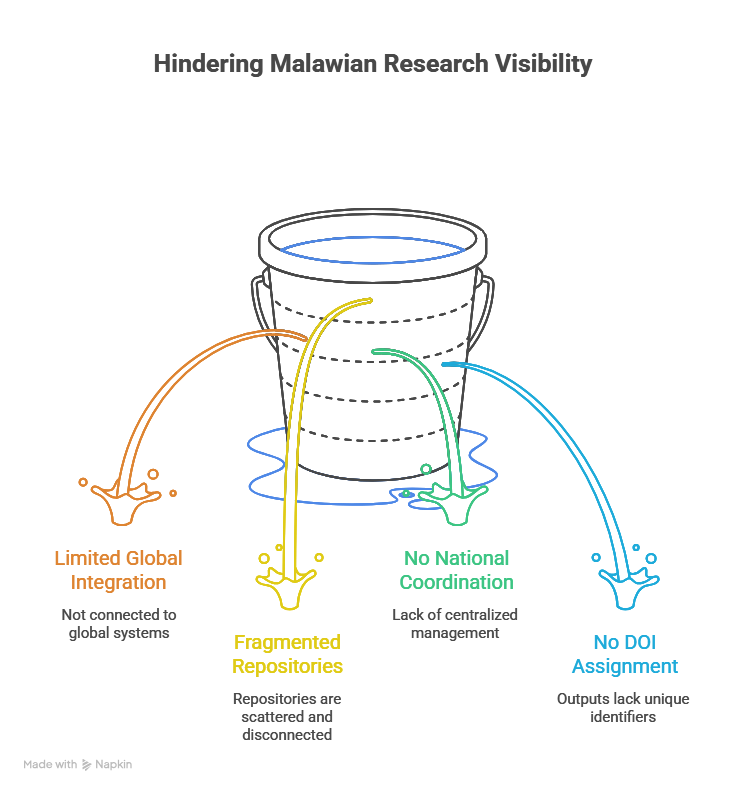 Hindering Malawian Research Visibility
Limited Global
Integration
Not connected to
global systems
Fragmented
Repositories
Repositories are
scattered and
disconnected
No National
Coordination
Lack of centralized
management
No DOI
Assignment
Outputs lack unique
identifiers
Made with Napkin